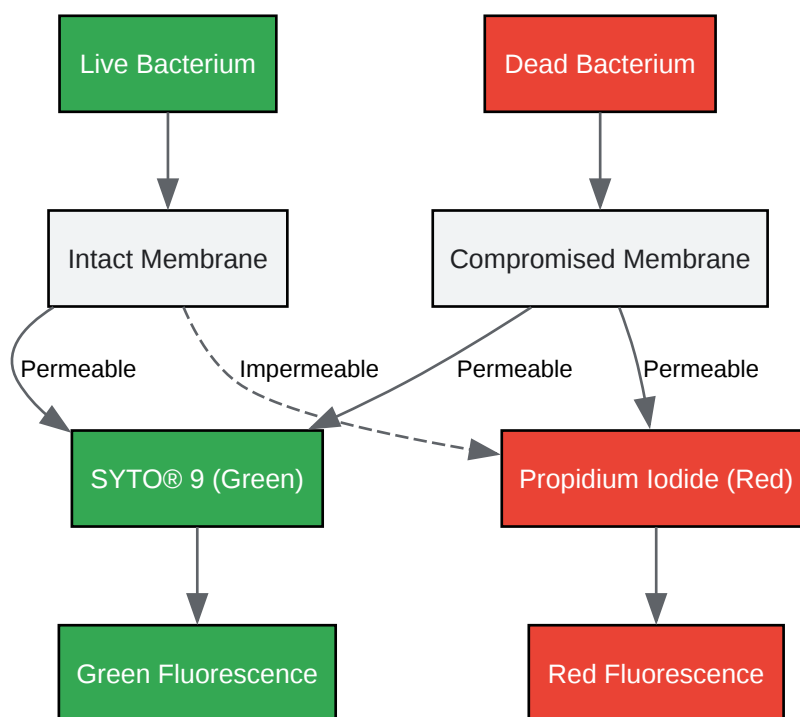 Live Bacterium
Dead Bacterium
Intact Membrane
Compromised Membrane
Permeable
Impermeable
Permeable
Permeable
SYTO® 9 (Green)
Propidium Iodide (Red)
Green Fluorescence
Red Fluorescence